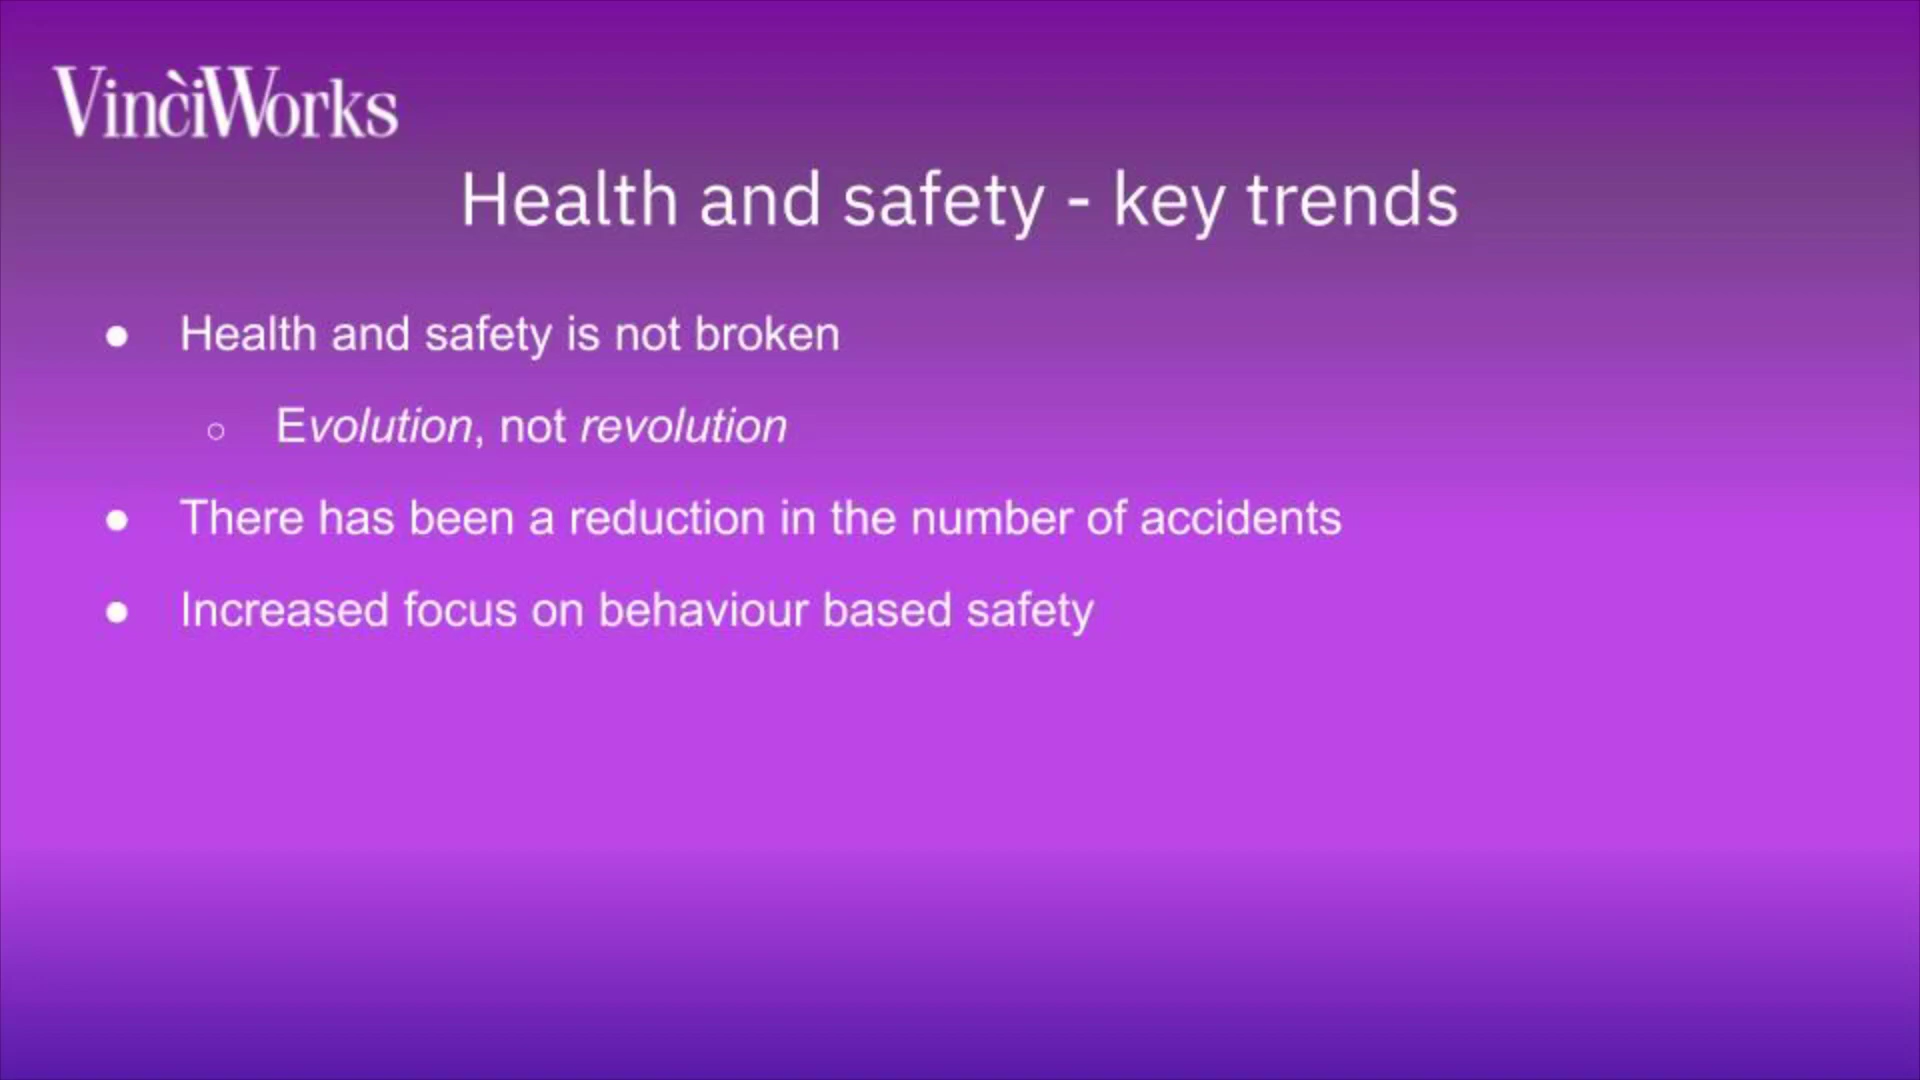 VinciWorks
Health and safety - key trends
● Health and safety is not broken
○ Evolution, not revolution
● There has been a reduction in the number of accidents
● Increased focus on behaviour based safety